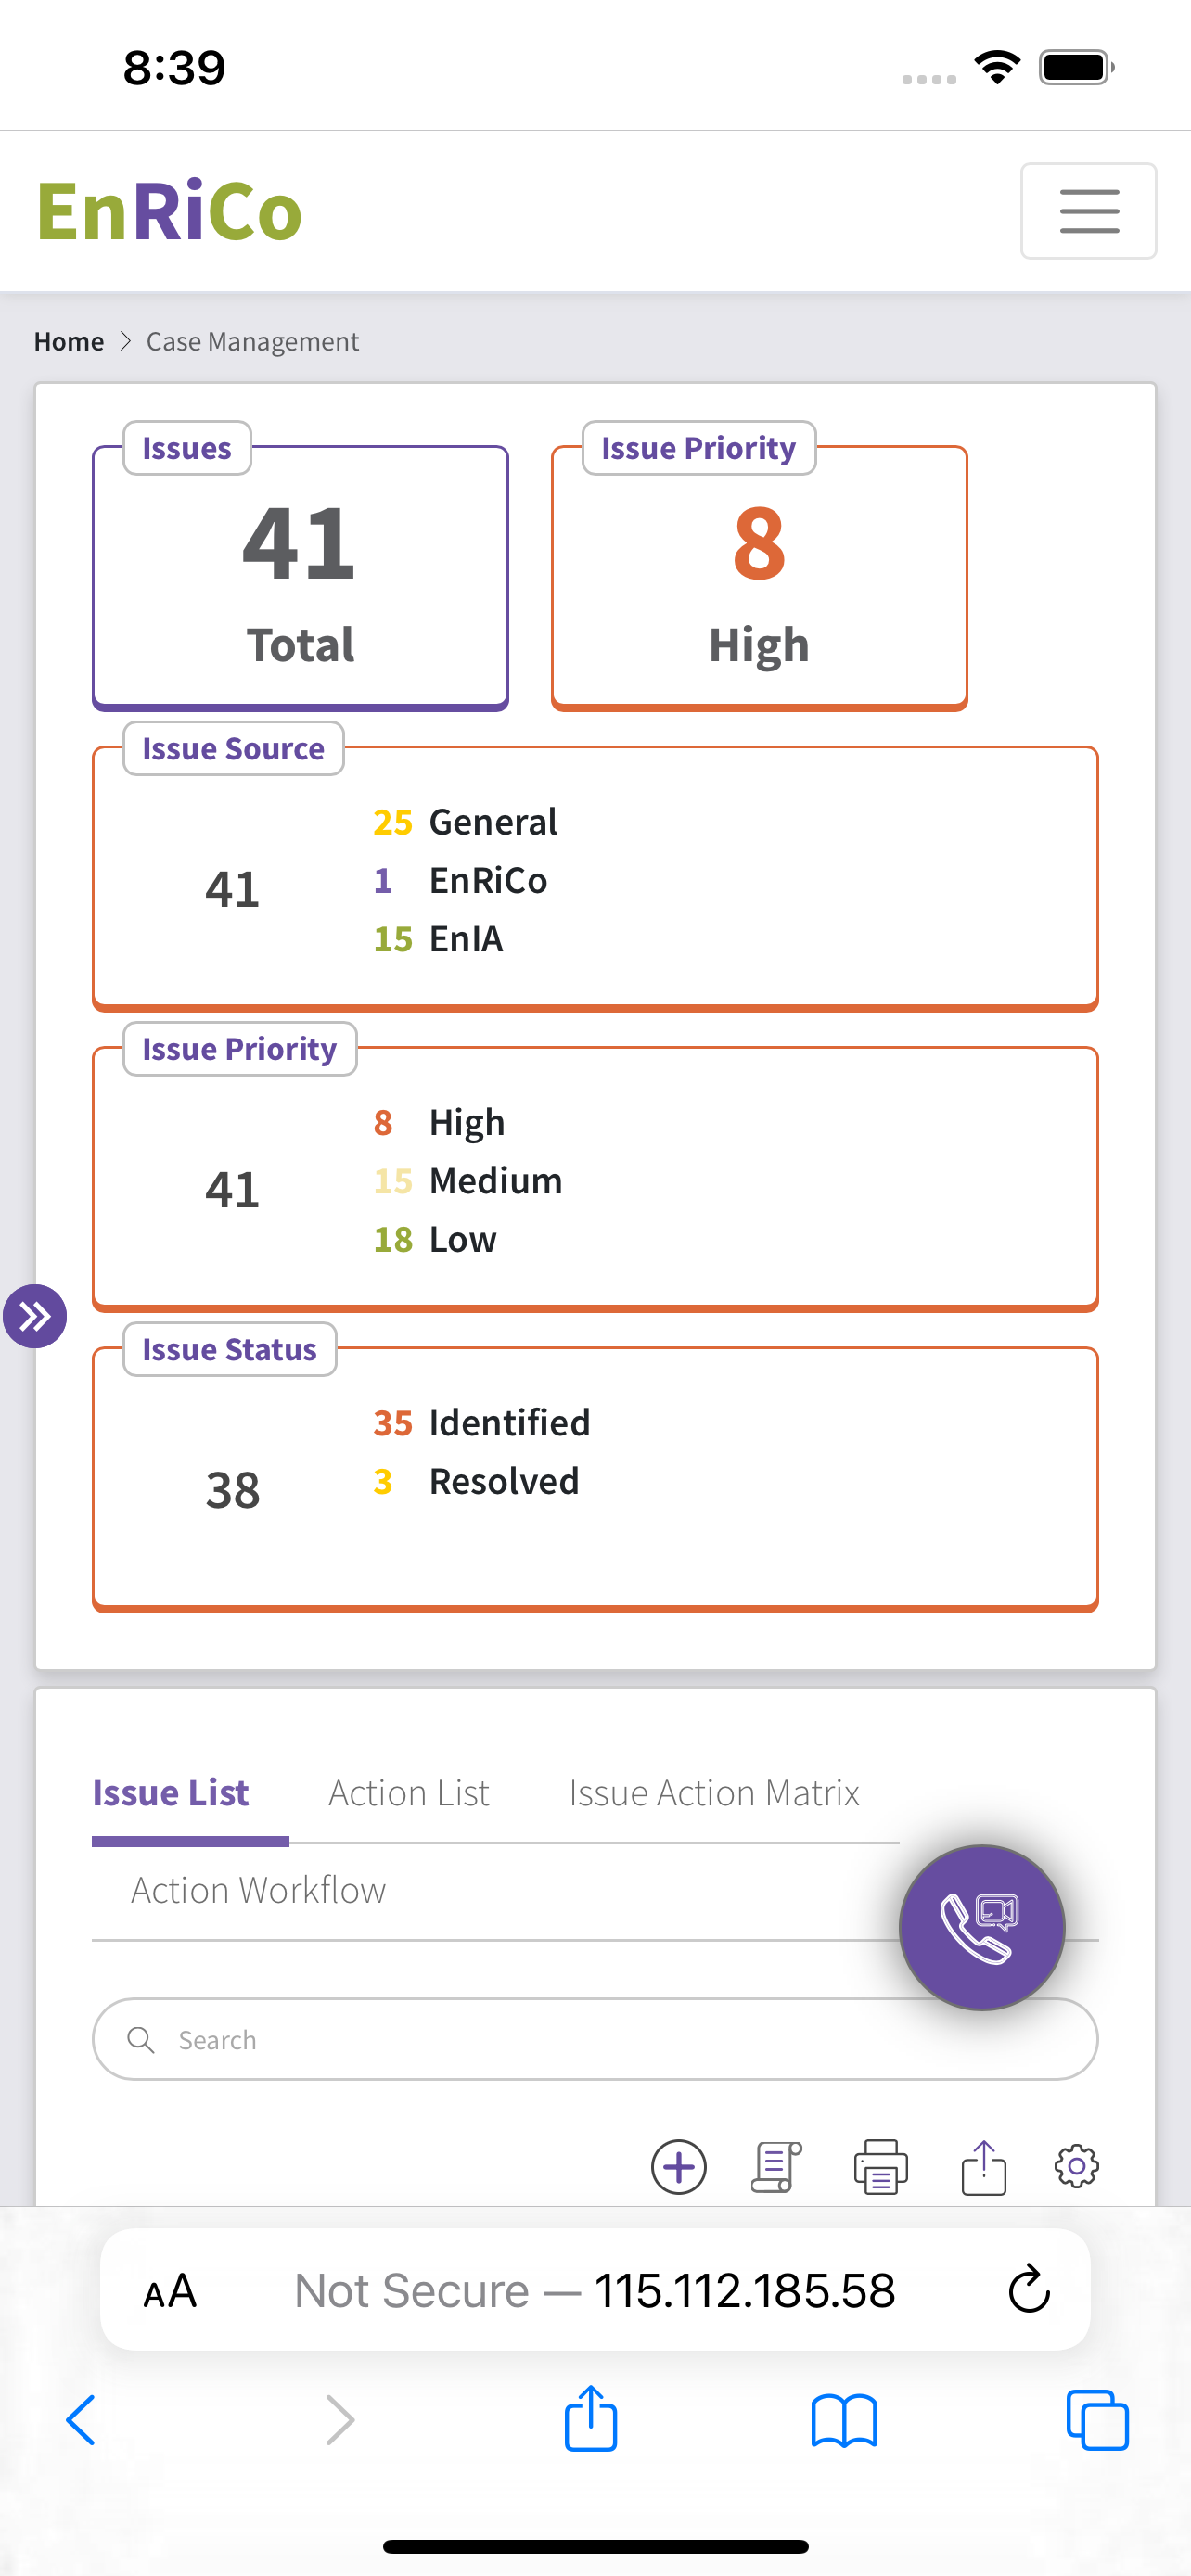 8:39
EnRiCo
Home > Case Management
Issues
41
Total
Issue Priority
8
High
Issue Source
41
25 General
1 EnRiCo
15 EnIA
Issue Priority
41
8 High
15 Medium
18 Low
Issue Status
38
35 Identified
3 Resolved
Issue List Action List Issue Action Matrix
Action Workflow
Search
AA Not Secure — 115.112.185.58